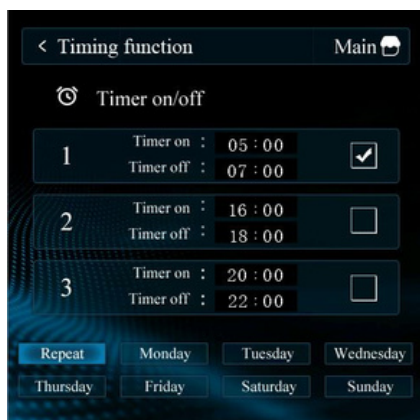 < Timing function Main
Timer on/off
1
Timer on : 05:00
Timer off : 07:00
2
Timer on : 16:00
Timer off : 18:00
3
Timer on : 20:00
Timer off : 22:00
Repeat Monday Tuesday Wednesday
Thursday Friday Saturday Sunday